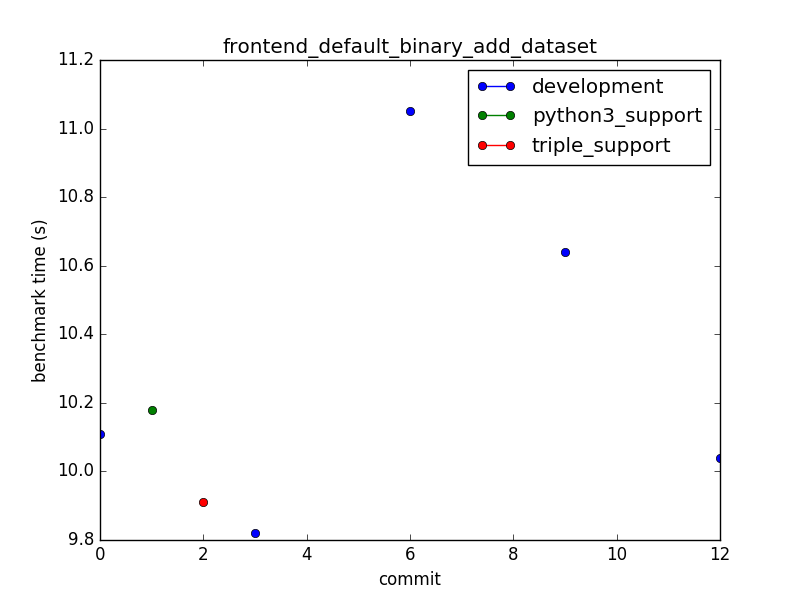 frontend_default_binary_add_dataset
11.2
11.0
10.8
10.6
10.4
10.2
10.0
9.8
benchmark time (s)
development
python3_support
triple_support
0 2 4 6 8 10 12
commit